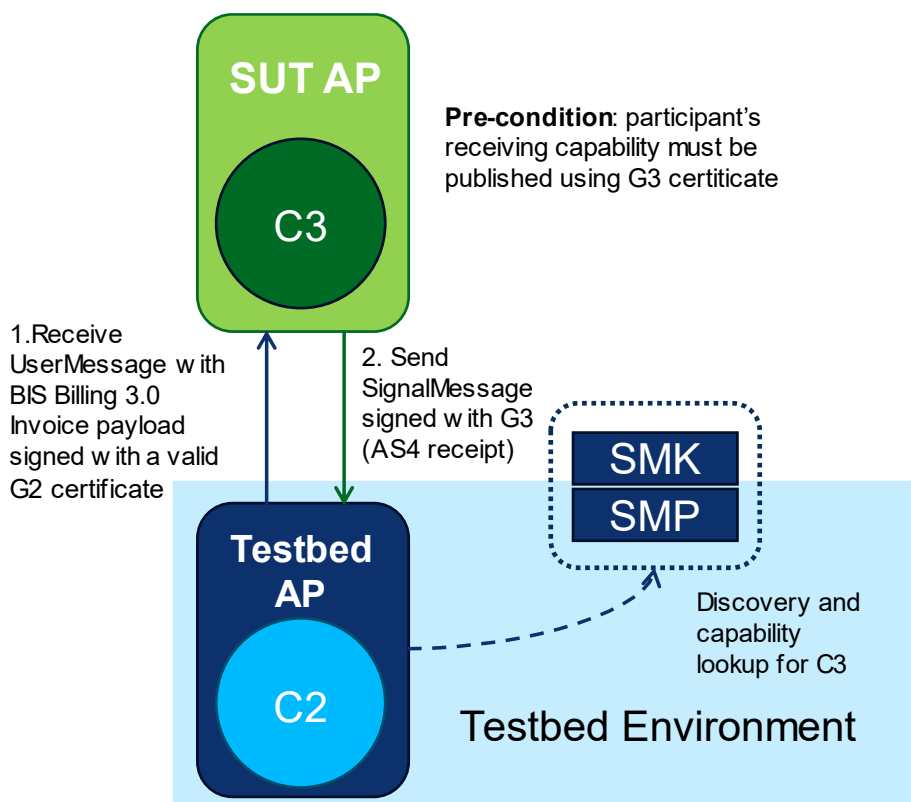 SUT AP
C3
Pre-condition: participant's
receiving capability must be
published using G3 certiticate
1.Receive
UserMessage with
BIS Billing 3.0
Invoice payload
signed with a valid
G2 certificate
2. Send
SignalMessage
signed with G3
(AS4 receipt)
SMK
SMP
Testbed
AP
C2
Discovery and
capability
lookup for C3
Testbed Environment